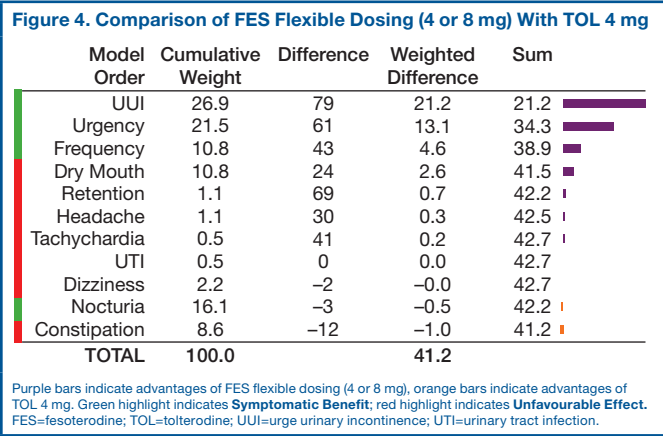 Figure 4. Comparison of FES Flexible Dosing (4 or 8 mg) With TOL 4 mg
Model Cumulative Difference Weighted Sum
Order Weight Difference
UUI 26.9 79 21.2 21.2
Urgency 21.5 61 13.1 34.3
Frequency 10.8 43 4.6 38.9
Dry Mouth 10.8 24 2.6 41.5
Retention 1.1 69 0.7 42.2
Headache 1.1 30 0.3 42.5
Tachychardia 0.5 41 0.2 42.7
UTI 0.5 0 0.0 42.7
Dizziness 2.2 –2 –0.0 42.7
Nocturia 16.1 –3 –0.5 42.2
Constipation 8.6 –12 –1.0 41.2
TOTAL 100.0 41.2
Purple bars indicate advantages of FES flexible dosing (4 or 8 mg), orange bars indicate advantages of
TOL 4 mg. Green highlight indicates Symptomatic Benefit; red highlight indicates Unfavourable Effect.
FES=fesoterodine; TOL=tolterodine; UUI=urge urinary incontinence; UTI=urinary tract infection.